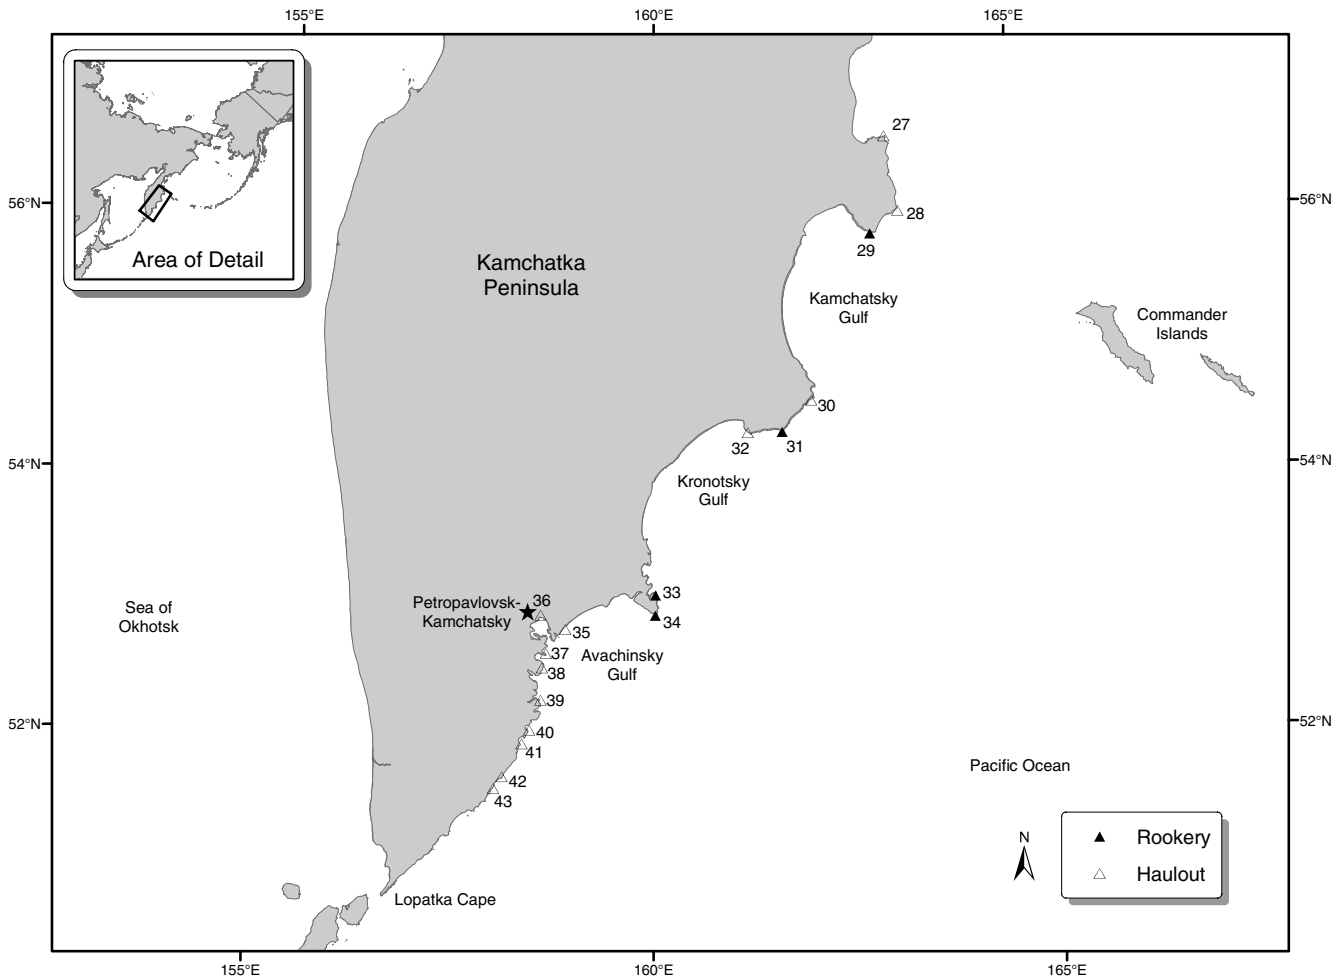 155°E
160°E
165°E
27
56°N
56°N
28
29
Area of Detail
Kamchatka
Peninsula
Kamchatsky
Gulf
Commander
Islands
30
31
32
54°N
54°N
Kronotsky
Gulf
33
34
Sea of
Okhotsk
Petropavlovsk-
Kamchatsky
36
35
Avachinsky
Gulf
37
38
39
52°N
52°N
40
41
42
43
Pacific Ocean
N
Rookery
Haulout
Lopatka Cape
155°E
160°E
165°E